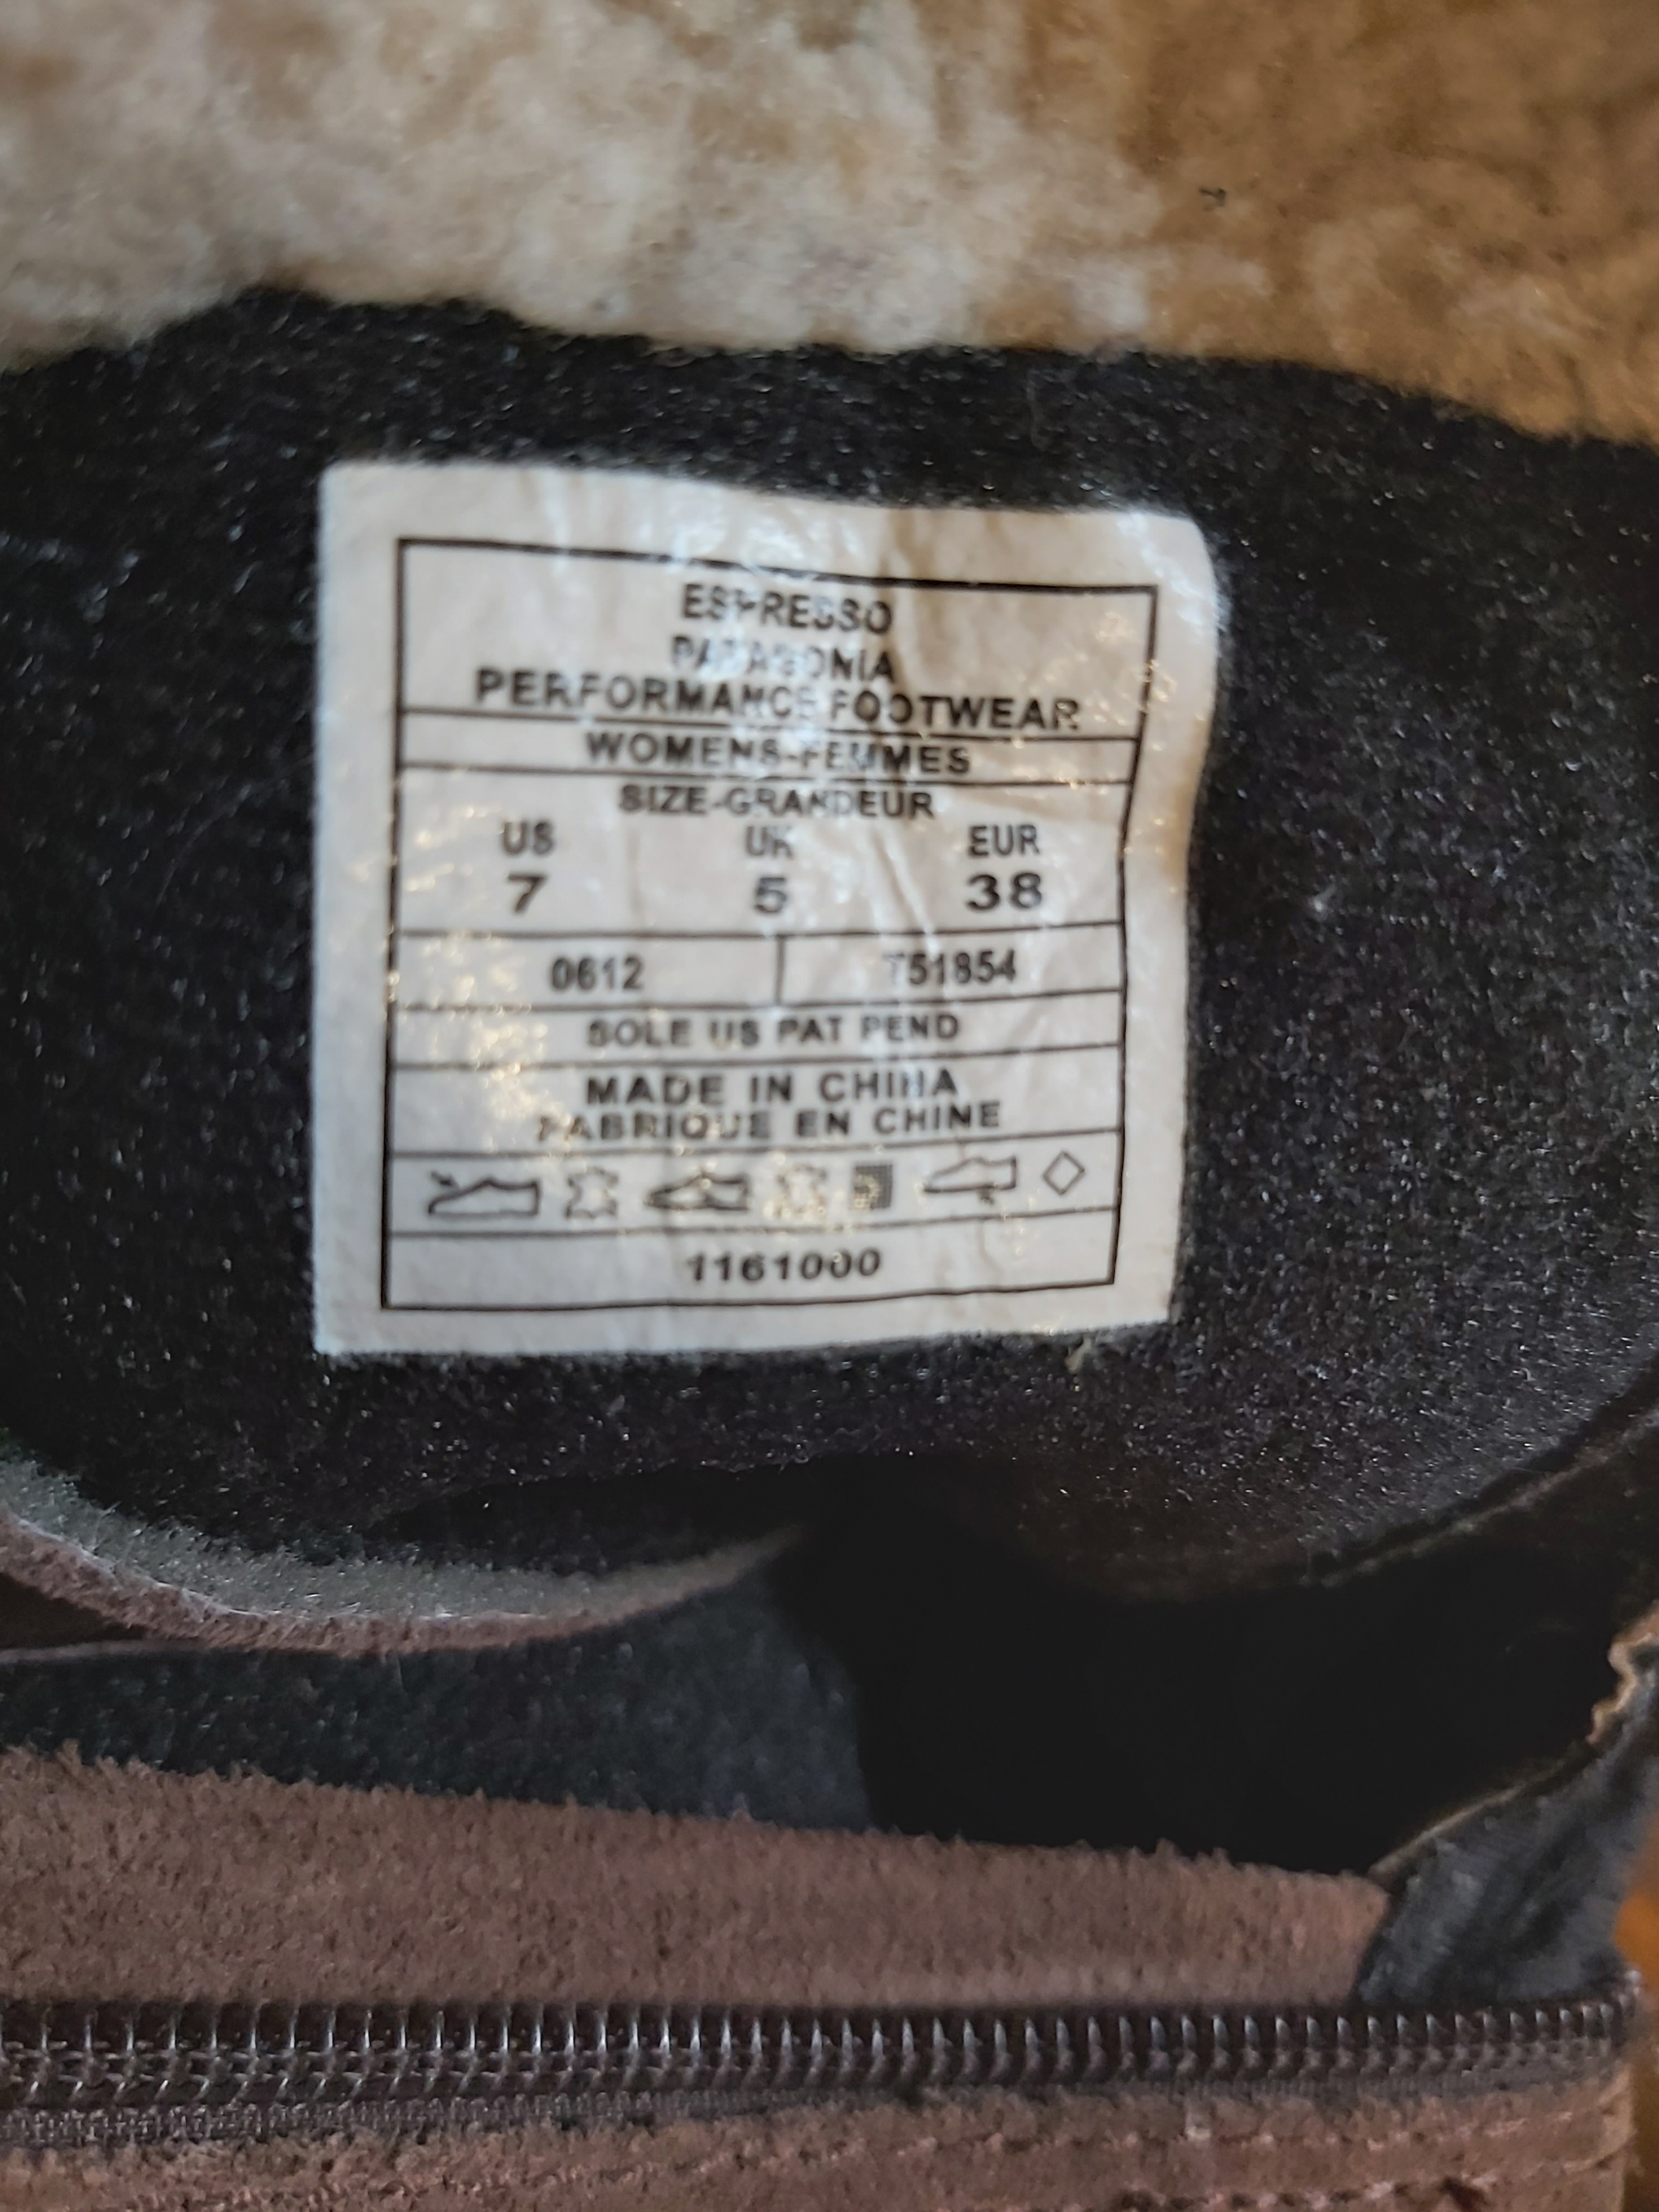 ESPRESSO
PATAGONIA
PERFORMANCE FOOTWEAR
WOMENS-FEMMES
SIZE-GRANDEUR
US UK EUR
7 5 38
0612 T51854
SOLE US PAT PEND
MADE IN CHINA
FABRIQUE EN CHINE
1161000